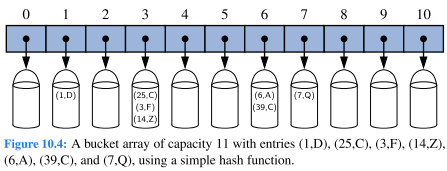 0 1 2 3 4 5 6 7 8 9 10
(1,D) (25,C) (6,A) (7,Q)
(3,F) (39,C)
(14,Z)
Figure 10.4: A bucket array of capacity 11 with entries (1,D), (25,C), (3,F), (14,Z),
(6,A), (39,C), and (7,Q), using a simple hash function.